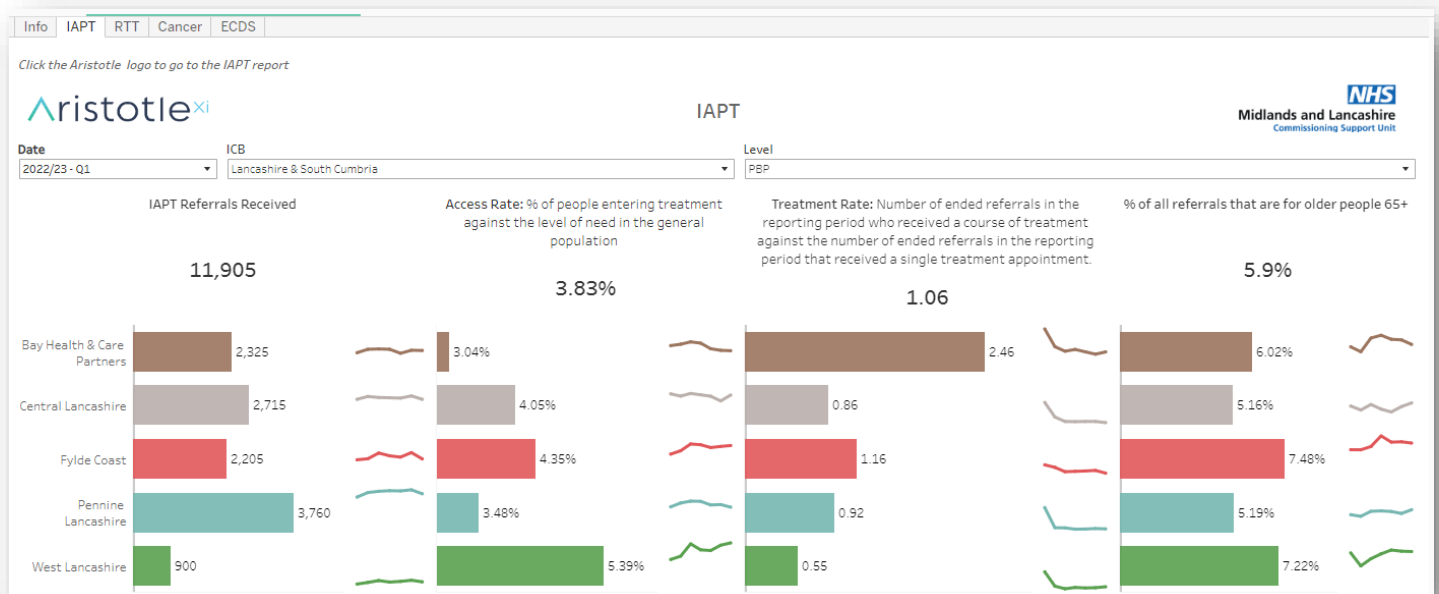 Info IAPT RTT Cancer ECDS
Click the Aristotle logo to go to the IAPT report
Aristotle xi
IAPT
NHS
Midlands and Lancashire
Commissioning Support Unit
Date
ICB
Level
2022/23 - Q1
Lancashire & South Cumbria
PBP
IAPT Referrals Received
11,905
Access Rate: % of people entering treatment
against the level of need in the general
population
3.83%
Treatment Rate: Number of ended referrals in the
reporting period who received a course of treatment
against the number of ended referrals in the reporting
period that received a single treatment appointment.
1.06
% of all referrals that are for older people 65+
5.9%
Bay Health & Care
Partners
2,325
3.04%
2.46
6.02%
Central Lancashire
2,715
4.05%
0.86
5.16%
Fylde Coast
2,205
4.35%
1.16
7.48%
Pennine
Lancashire
3,760
3.48%
0.92
5.19%
West Lancashire
900
5.39%
0.55
7.22%